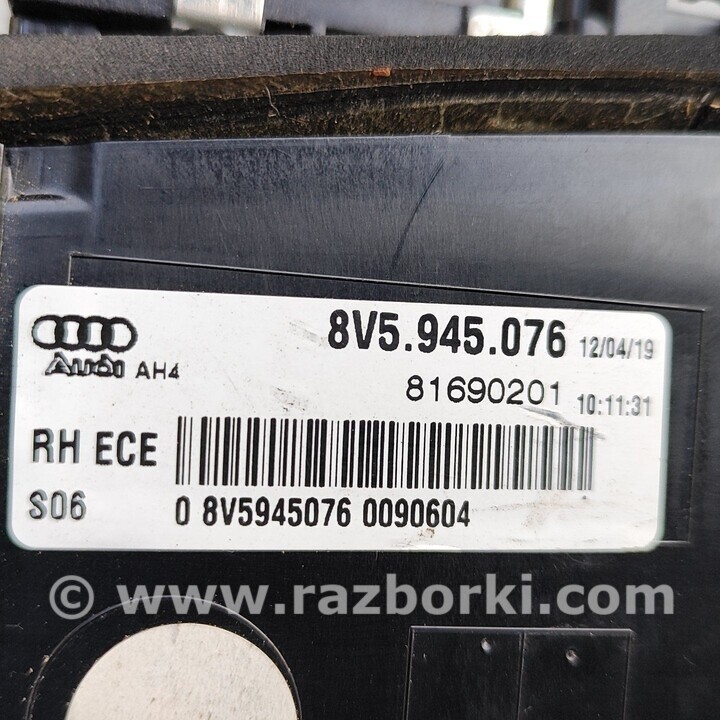 8V5.945.076 12/04/19
Audi AH4
81690201 10:11:31
RH ECE
S06
0 8V5945076 0090604
© www.razborki.com